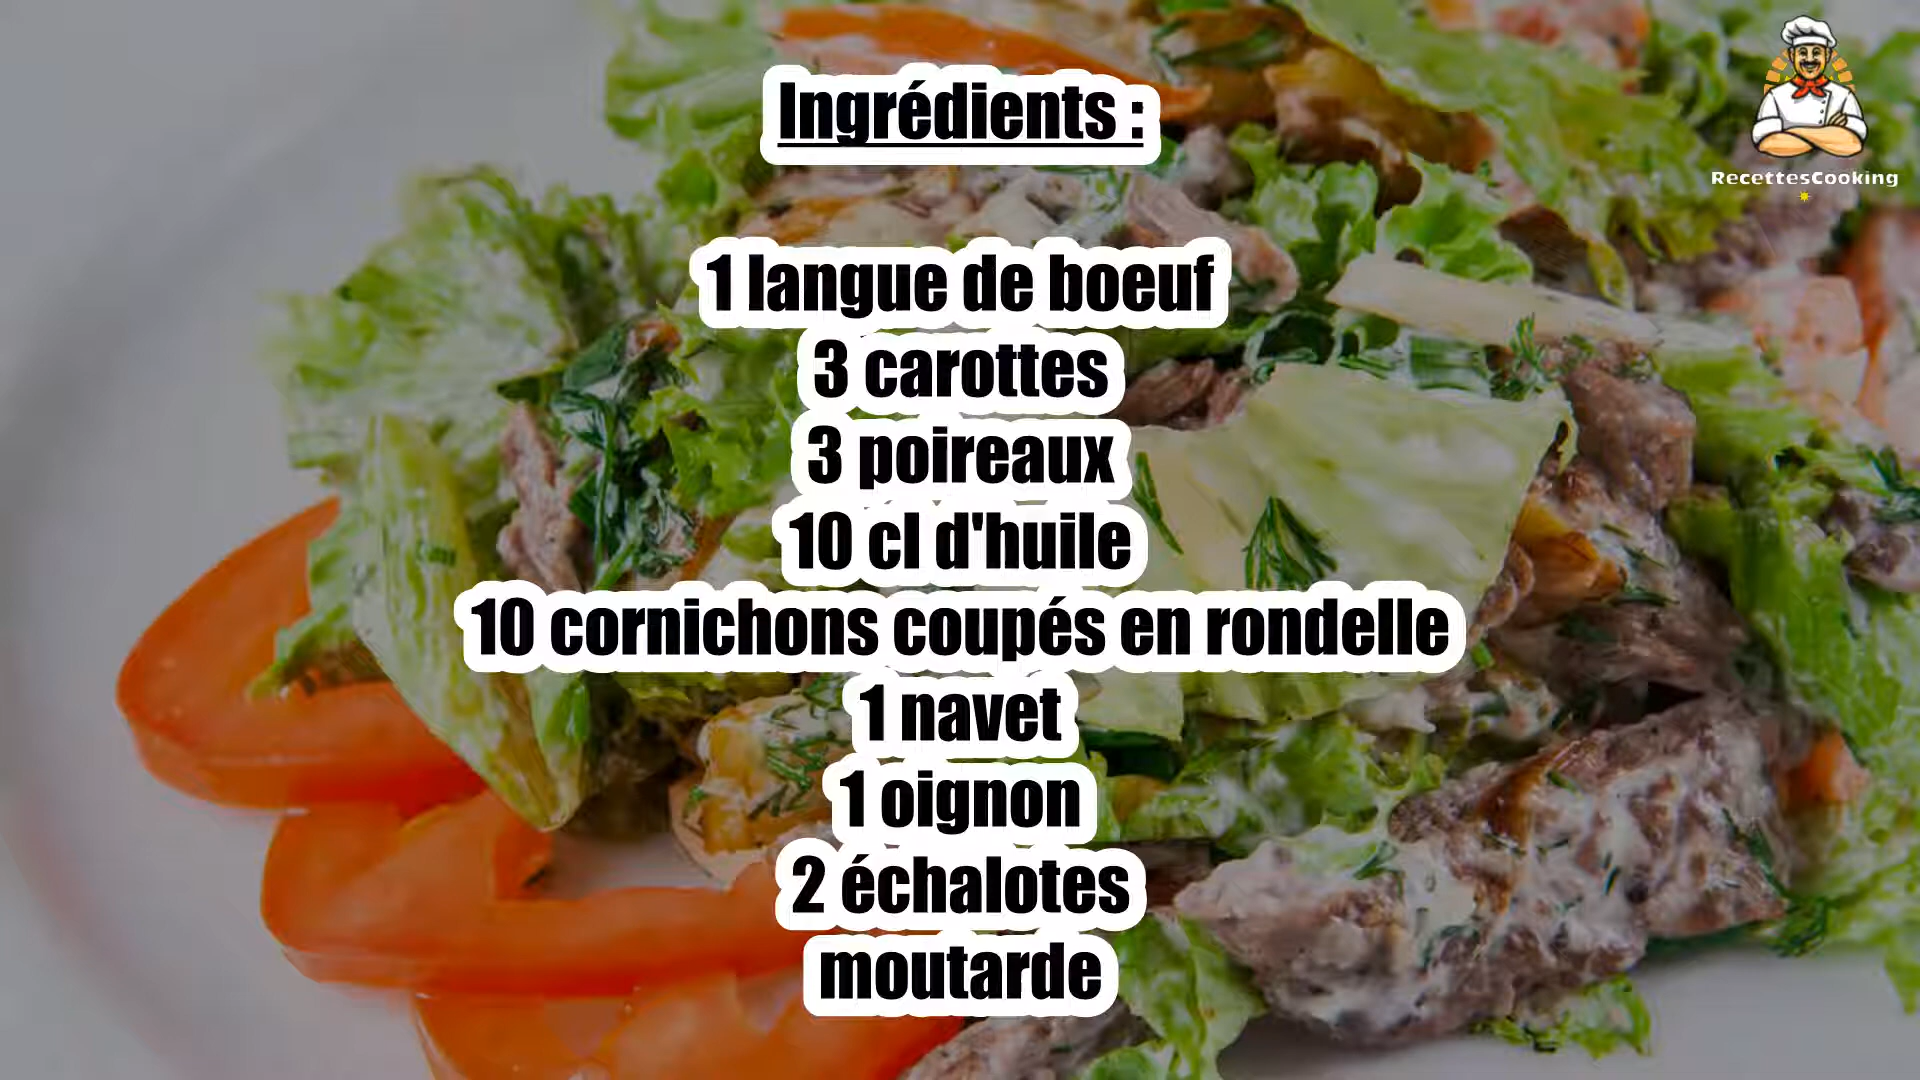 Ingrédients :
RecettesCooking
1 langue de boeuf
3 carottes
3 poireaux
10 cl d'huile
10 cornichons coupés en rondelle
1 navet
1 oignon
2 échalotes
moutarde